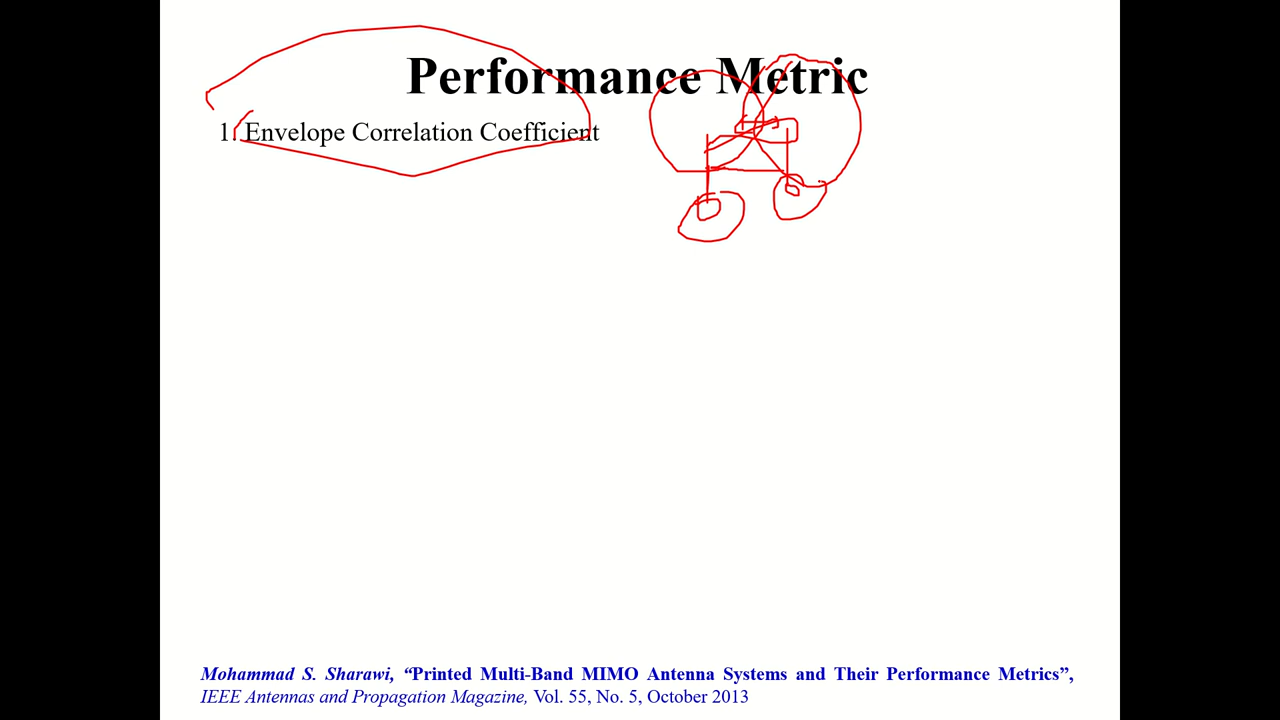 Performance Metric
1. Envelope Correlation Coefficient
Mohammad S. Sharawi, “Printed Multi-Band MIMO Antenna Systems and Their Performance Metrics”,
IEEE Antennas and Propagation Magazine, Vol. 55, No. 5, October 2013